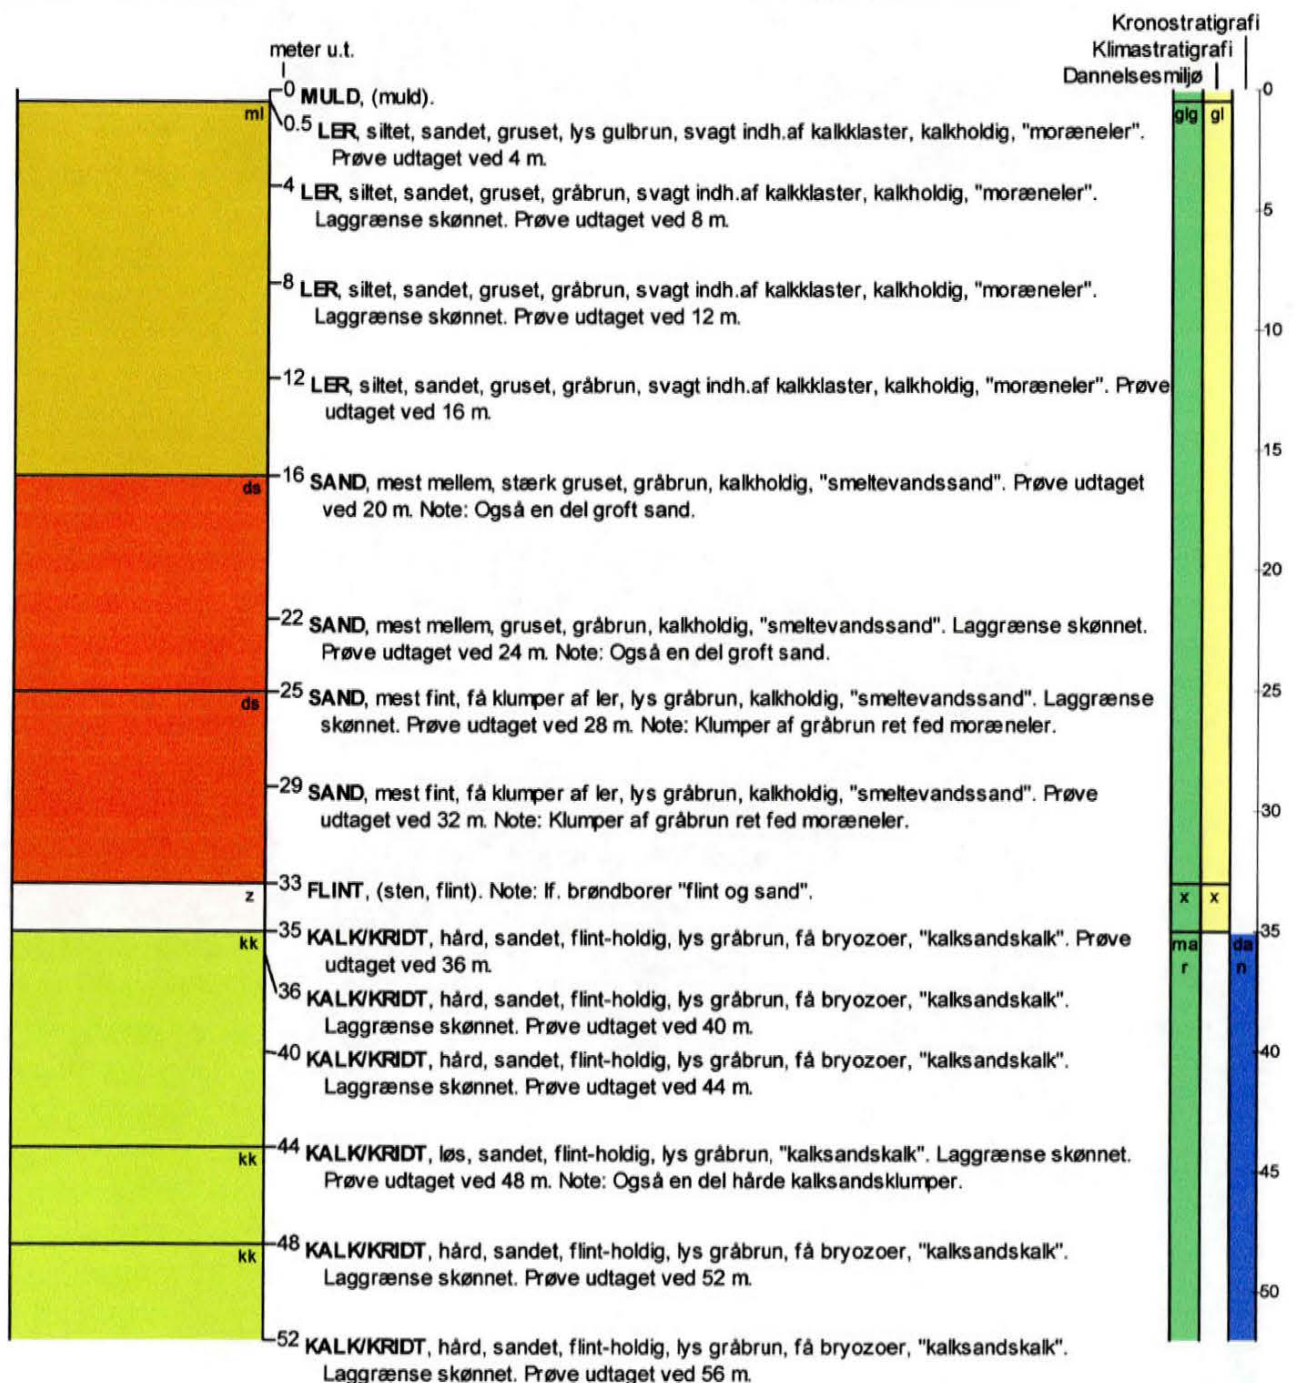 Kronostratigrafi
Klimastratigrafi
Dannelsesmiljø
meter u.t.
0 MULD, (muld).
ml
0.5 LER, siltet, sandet, gruset, lys gulbrun, svagt indh.af kalkklaster, kalkholdig, "moræneler".
Prøve udtaget ved 4 m.
4 LER, siltet, sandet, gruset, gråbrun, svagt indh.af kalkklaster, kalkholdig, "moræneler".
Laggrænse skønnet. Prøve udtaget ved 8 m.
8 LER, siltet, sandet, gruset, gråbrun, svagt indh.af kalkklaster, kalkholdig, "moræneler".
Laggrænse skønnet. Prøve udtaget ved 12 m.
12 LER, siltet, sandet, gruset, gråbrun, svagt indh.af kalkklaster, kalkholdig, "moræneler". Prøve
udtaget ved 16 m.
ds
16 SAND, mest mellem, stærk gruset, gråbrun, kalkholdig, "smeltevandssand". Prøve udtaget
ved 20 m. Note: Også en del groft sand.
22 SAND, mest mellem, gruset, gråbrun, kalkholdig, "smeltevandssand". Laggrænse skønnet.
Prøve udtaget ved 24 m. Note: Også en del groft sand.
ds
25 SAND, mest fint, få klumper af ler, lys gråbrun, kalkholdig, "smeltevandssand". Laggrænse
skønnet. Prøve udtaget ved 28 m. Note: Klumper af gråbrun ret fed moræneler.
29 SAND, mest fint, få klumper af ler, lys gråbrun, kalkholdig, "smeltevandssand". Prøve
udtaget ved 32 m. Note: Klumper af gråbrun ret fed moræneler.
z
33 FLINT, (sten, flint). Note: If. brøndborer "flint og sand".
kk
35 KALK/KRIDT, hård, sandet, flint-holdig, lys gråbrun, få bryozoer, "kalksandskalk". Prøve
udtaget ved 36 m.
36 KALK/KRIDT, hård, sandet, flint-holdig, lys gråbrun, få bryozoer, "kalksandskalk".
Laggrænse skønnet. Prøve udtaget ved 40 m.
40 KALK/KRIDT, hård, sandet, flint-holdig, lys gråbrun, få bryozoer, "kalksandskalk".
Laggrænse skønnet. Prøve udtaget ved 44 m.
kk
44 KALK/KRIDT, løs, sandet, flint-holdig, lys gråbrun, "kalksandskalk". Laggrænse skønnet.
Prøve udtaget ved 48 m. Note: Også en del hårde kalksandsklumper.
kk
48 KALK/KRIDT, hård, sandet, flint-holdig, lys gråbrun, få bryozoer, "kalksandskalk".
Laggrænse skønnet. Prøve udtaget ved 52 m.
52 KALK/KRIDT, hård, sandet, flint-holdig, lys gråbrun, få bryozoer, "kalksandskalk".
Laggrænse skønnet. Prøve udtaget ved 56 m.
glg gl
x x
ma da
r n
0
5
10
15
20
25
30
35
40
45
50